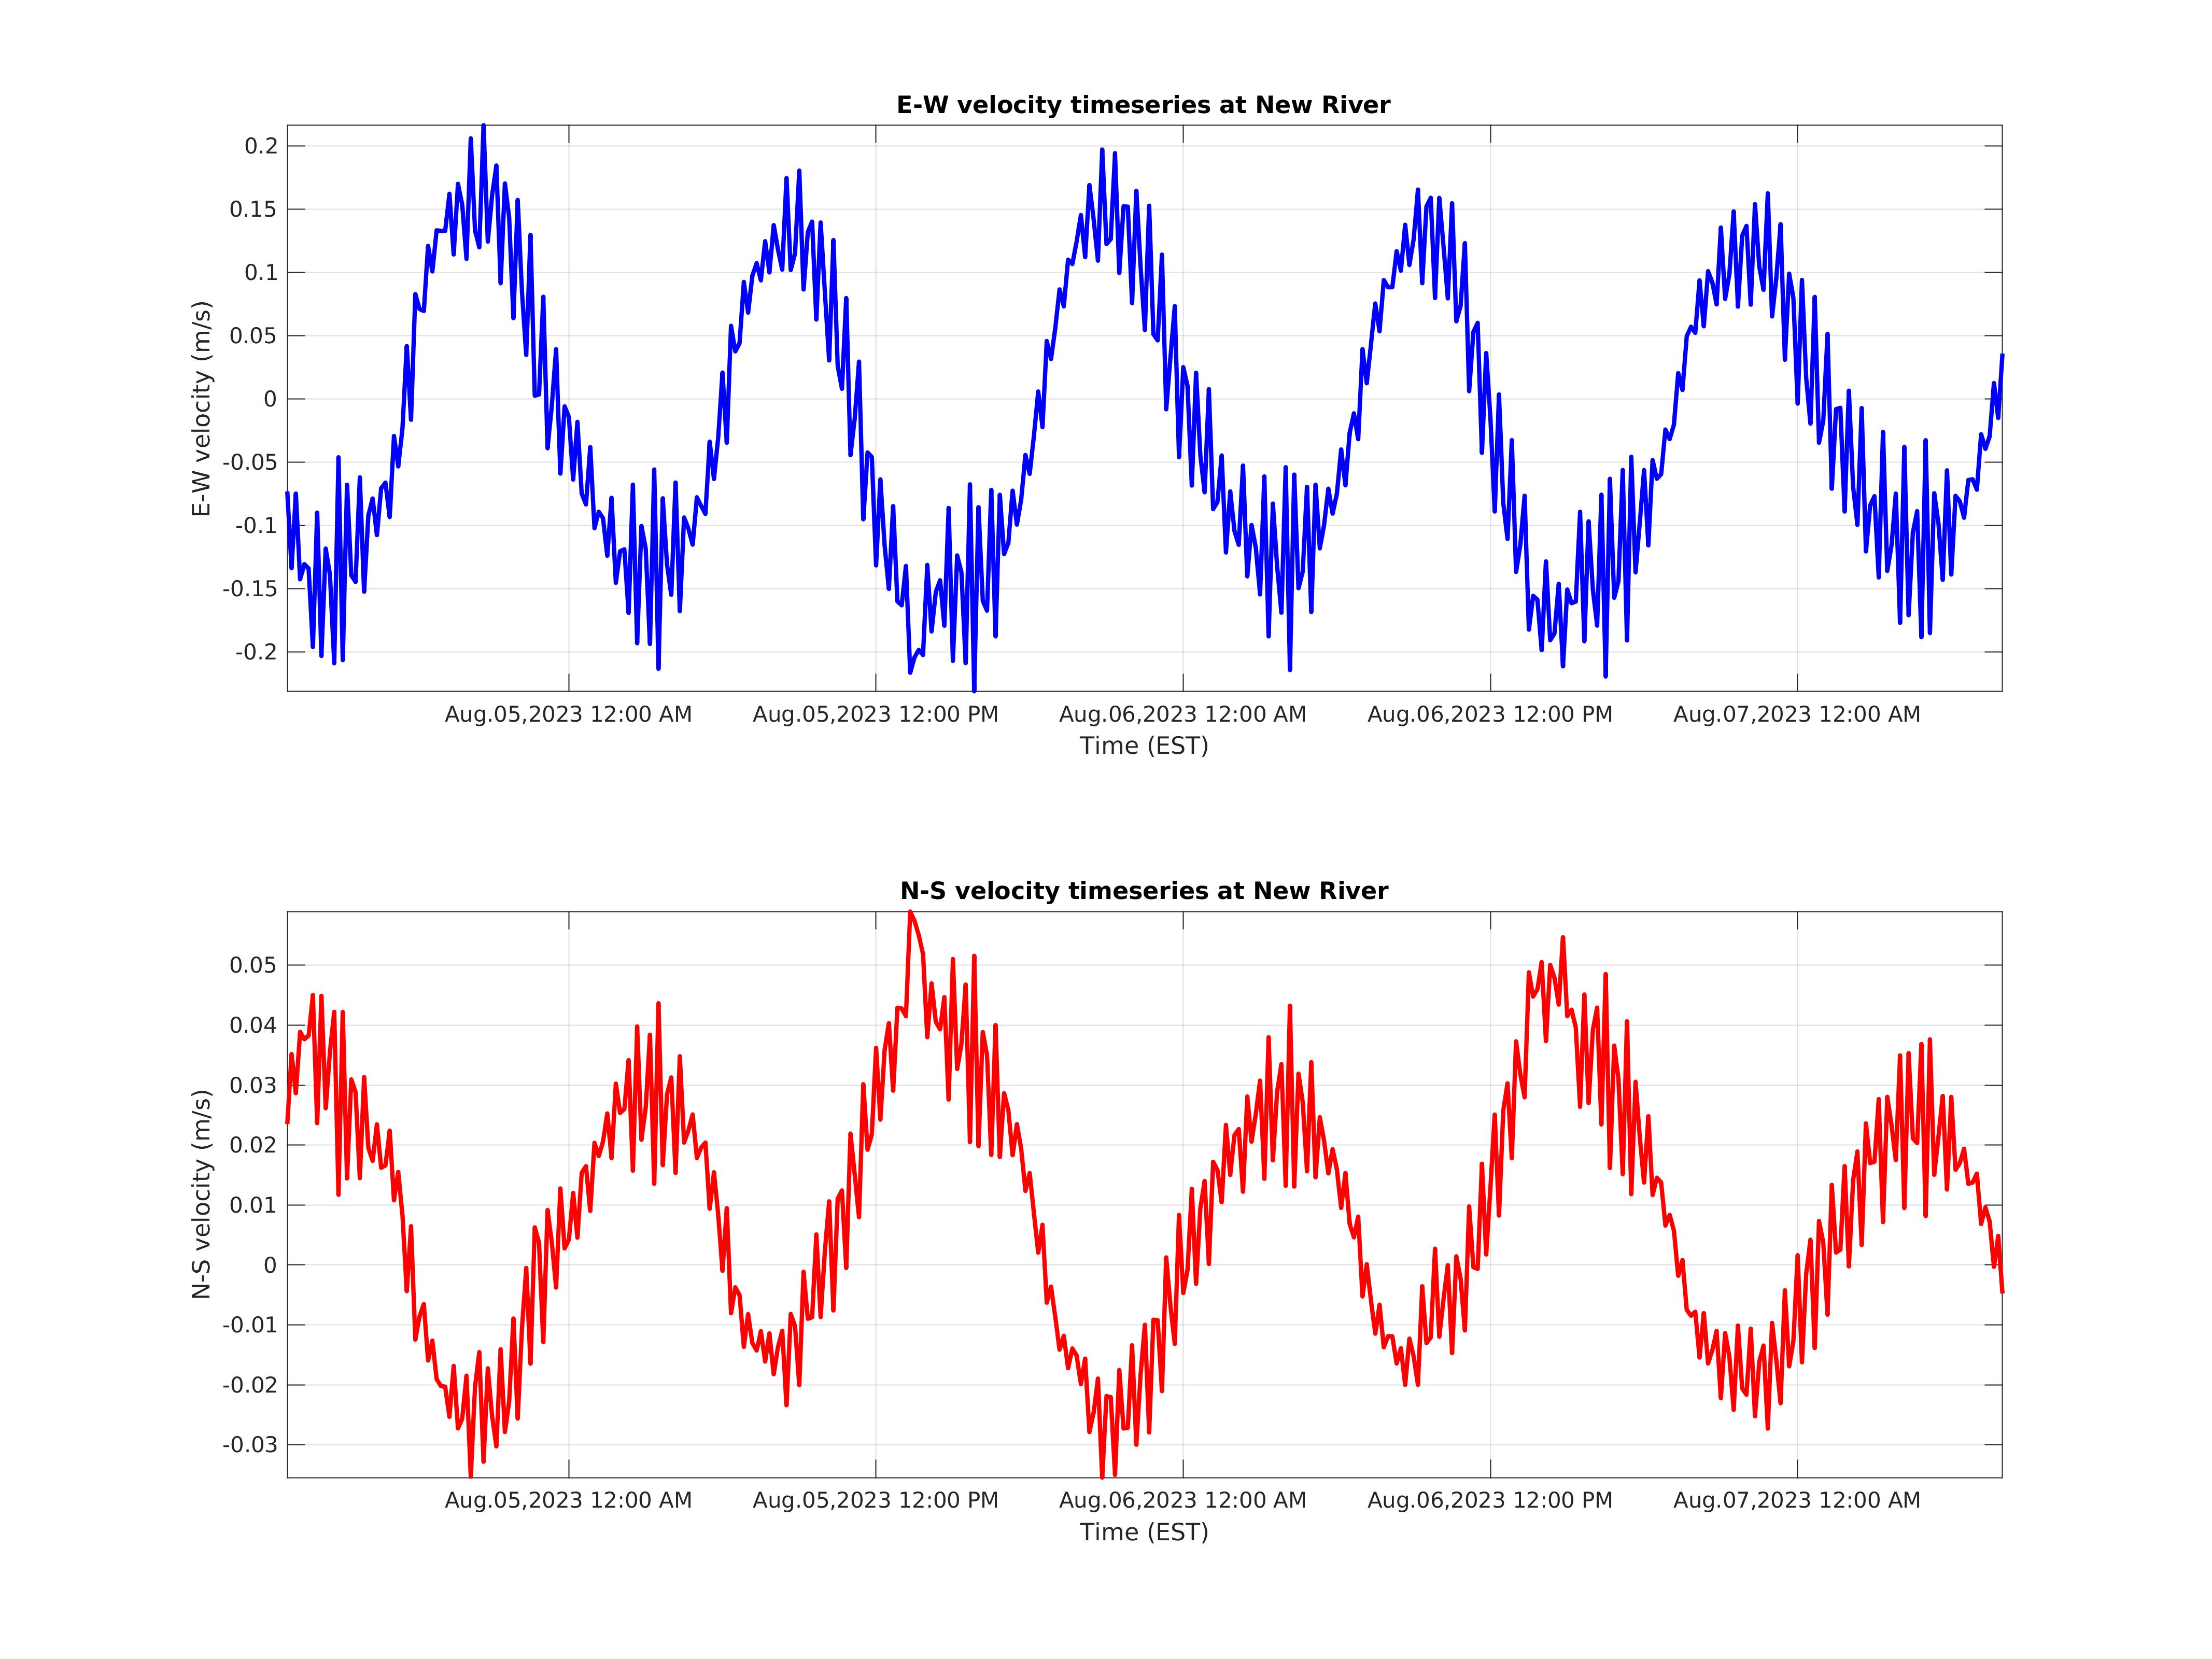 E-W velocity timeseries at New River
0.2
0.15
0.1
0.05
0
-0.05
-0.1
-0.15
-0.2
E-W velocity (m/s)
Aug.05,2023 12:00 AM Aug.05,2023 12:00 PM Aug.06,2023 12:00 AM Aug.06,2023 12:00 PM Aug.07,2023 12:00 AM
Time (EST)
N-S velocity timeseries at New River
0.05
0.04
0.03
0.02
0.01
0
-0.01
-0.02
-0.03
N-S velocity (m/s)
Aug.05,2023 12:00 AM Aug.05,2023 12:00 PM Aug.06,2023 12:00 AM Aug.06,2023 12:00 PM Aug.07,2023 12:00 AM
Time (EST)